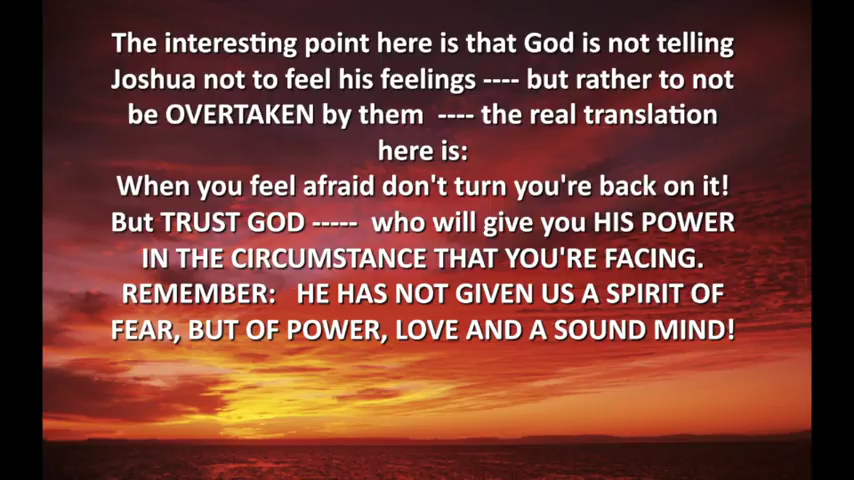 The interesting point here is that God is not telling
Joshua not to feel his feelings ---- but rather to not
be OVERTAKEN by them ---- the real translation
here is:
When you feel afraid don't turn you're back on it!
But TRUST GOD ----- who will give you HIS POWER
IN THE CIRCUMSTANCE THAT YOU'RE FACING.
REMEMBER: HE HAS NOT GIVEN US A SPIRIT OF
FEAR, BUT OF POWER, LOVE AND A SOUND MIND!